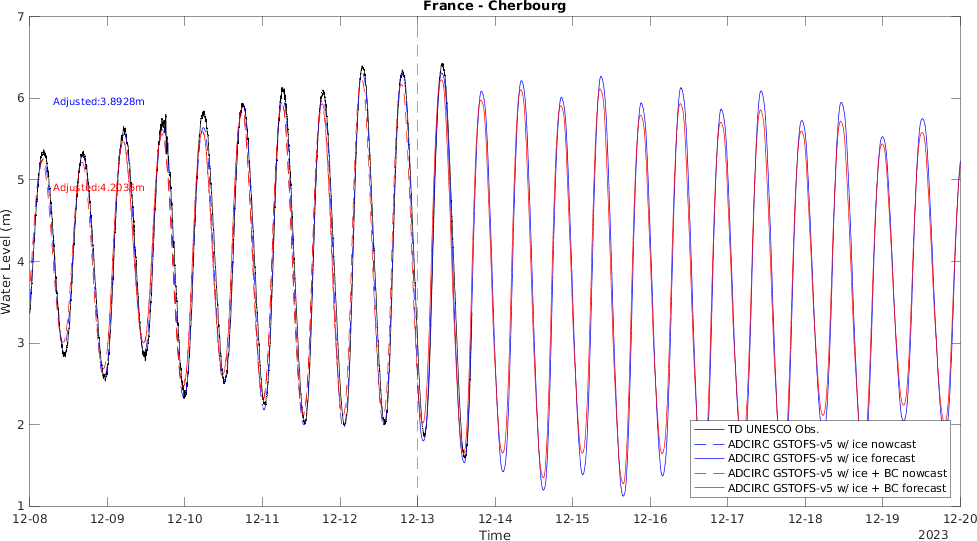 France - Cherbourg
7
6
5
4
3
2
1
Water Level (m)
Adjusted:3.8928m
Adjusted:4.2036m
TD UNESCO Obs.
ADCIRC GSTOFS-v5 w/ ice nowcast
ADCIRC GSTOFS-v5 w/ ice forecast
ADCIRC GSTOFS-v5 w/ ice + BC nowcast
ADCIRC GSTOFS-v5 w/ ice + BC forecast
12-08 12-09 12-10 12-11 12-12 12-13 12-14 12-15 12-16 12-17 12-18 12-19 12-20
Time
2023